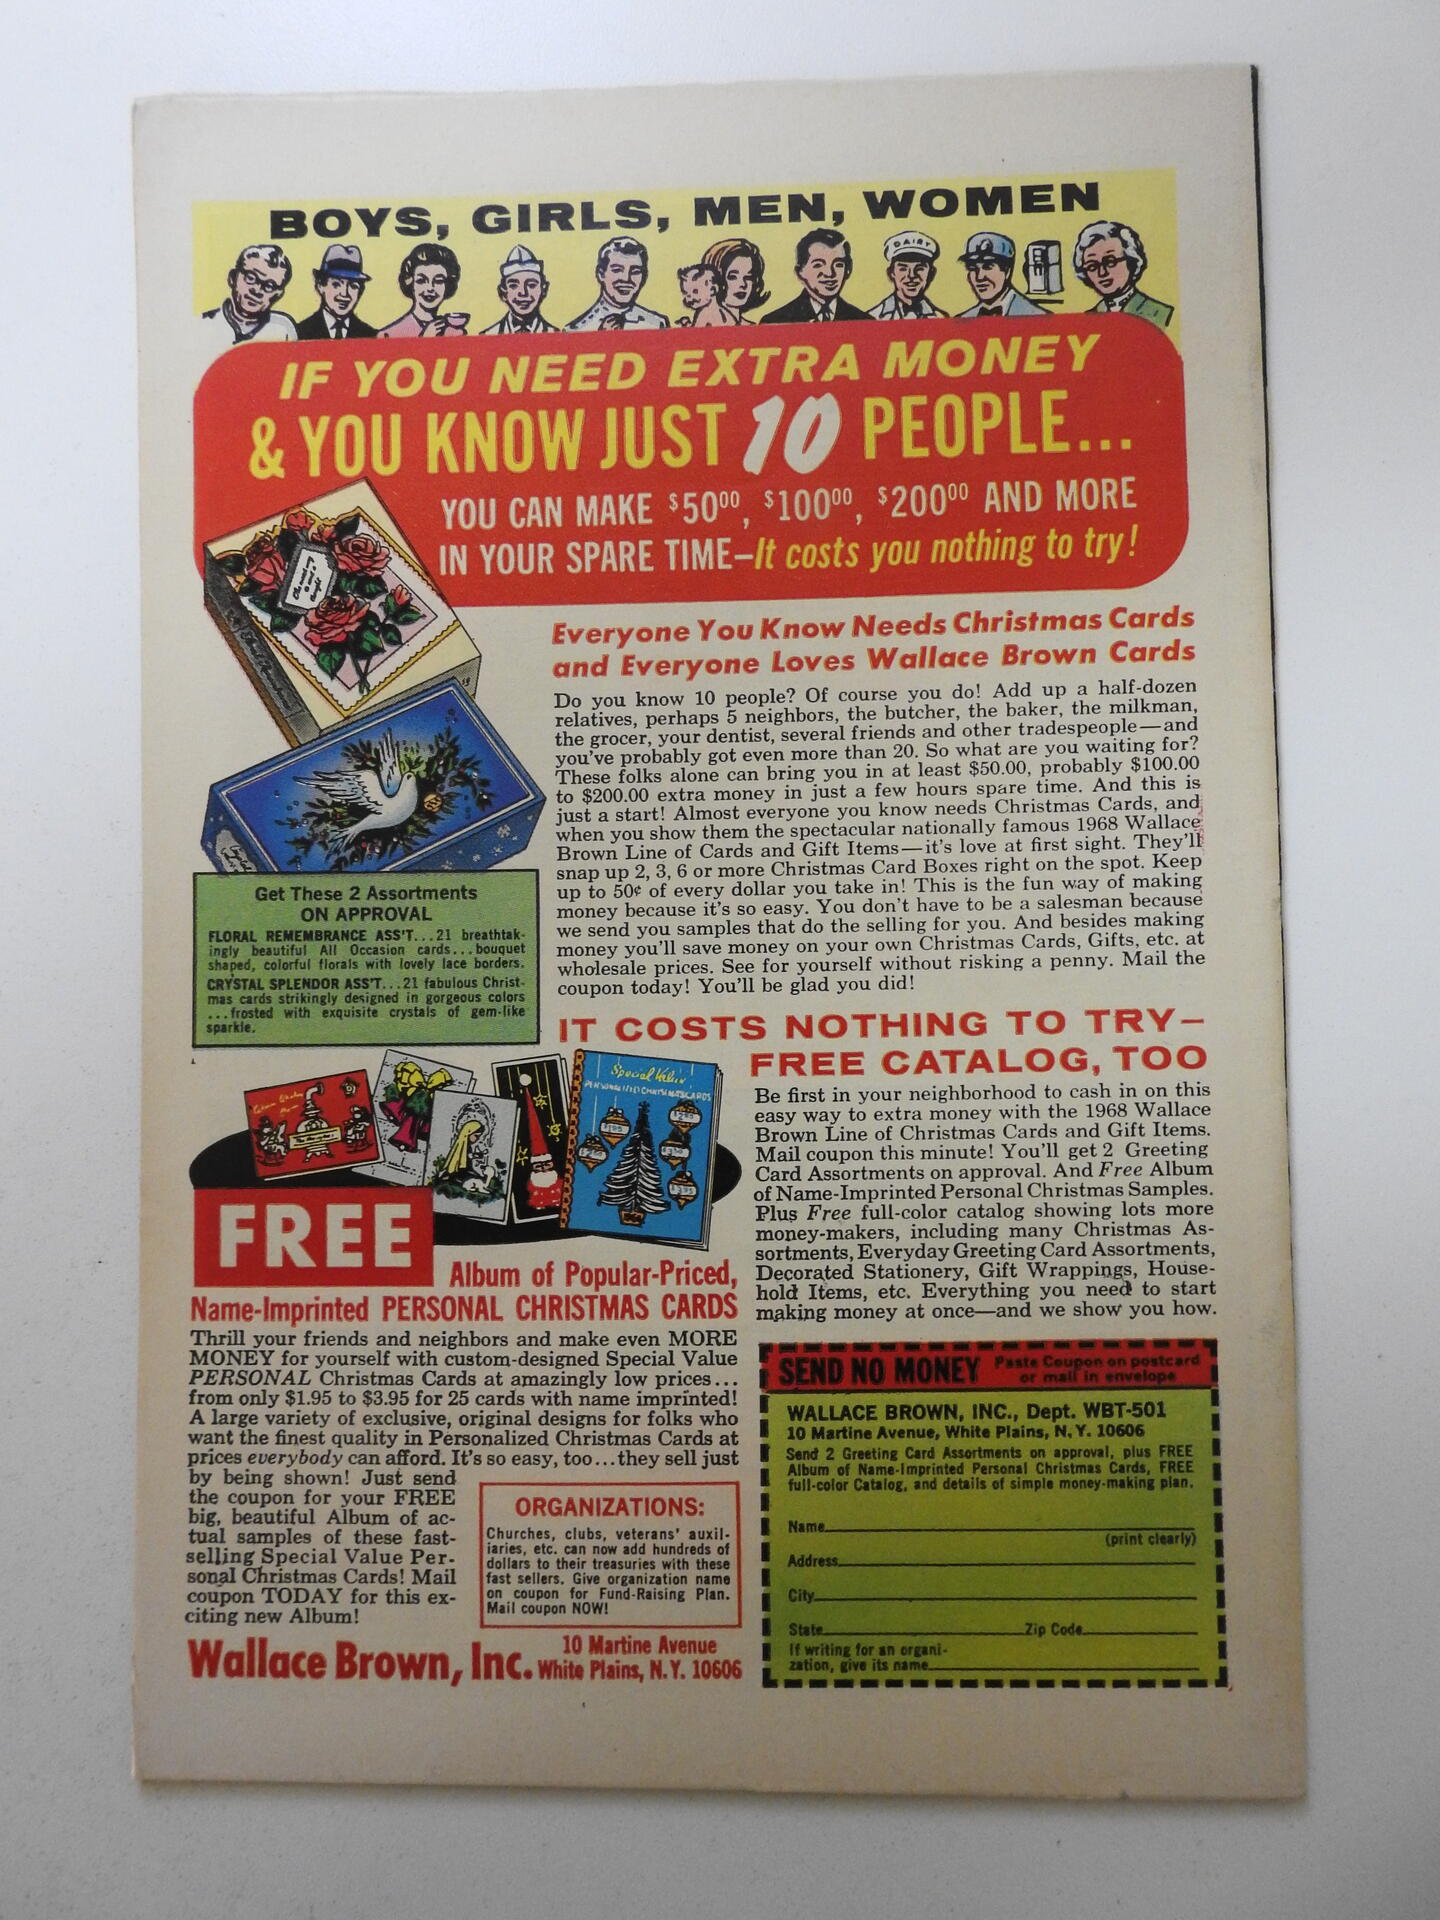 BOYS, GIRLS, MEN, WOMEN
DAIRY
IF YOU NEED EXTRA MONEY
& YOU KNOW JUST 10 PEOPLE...
YOU CAN MAKE $50⁰⁰, $100⁰⁰, $200⁰⁰ AND MORE
IN YOUR SPARE TIME—It costs you nothing to try!
Everyone You Know Needs Christmas Cards
and Everyone Loves Wallace Brown Cards
Do you know 10 people? Of course you do! Add up a half-dozen
relatives, perhaps 5 neighbors, the butcher, the baker, the milkman,
the grocer, your dentist, several friends and other tradespeople—and
you've probably got even more than 20. So what are you waiting for?
These folks alone can bring you in at least $50.00, probably $100.00
to $200.00 extra money in just a few hours spare time. And this is
just a start! Almost everyone you know needs Christmas Cards, and
when you show them the spectacular nationally famous 1968 Wallace
Brown Line of Cards and Gift Items—it's love at first sight. They'll
snap up 2, 3, 6 or more Christmas Card Boxes right on the spot. Keep
up to 50¢ of every dollar you take in! This is the fun way of making
money because it's so easy. You don't have to be a salesman because
we send you samples that do the selling for you. And besides making
money you'll save money on your own Christmas Cards, Gifts, etc. at
wholesale prices. See for yourself without risking a penny. Mail the
coupon today! You'll be glad you did!
Get These 2 Assortments
ON APPROVAL
FLORAL REMEMBRANCE ASS'T...21 breathtak-
ingly beautiful All Occasion cards...bouquet
shaped, colorful florals with lovely lace borders.
CRYSTAL SPLENDOR ASS'T...21 fabulous Christ-
mas cards strikingly designed in gorgeous colors
...frosted with exquisite crystals of gem-like
sparkle.
IT COSTS NOTHING TO TRY—
FREE CATALOG, TOO
Be first in your neighborhood to cash in on this
easy way to extra money with the 1968 Wallace
Brown Line of Christmas Cards and Gift Items.
Mail coupon this minute! You'll get 2 Greeting
Card Assortments on approval. And Free Album
of Name-Imprinted Personal Christmas Samples.
Plus Free full-color catalog showing lots more
money-makers, including many Christmas As-
sortments, Everyday Greeting Card Assortments,
Decorated Stationery, Gift Wrappings, House-
hold Items, etc. Everything you need to start
making money at once—and we show you how.
Special Value
PERSONALIZED CHRISTMAS CARDS
$1.95
$2.95
$3.95
FREE
Album of Popular-Priced,
Name-Imprinted PERSONAL CHRISTMAS CARDS
Thrill your friends and neighbors and make even MORE
MONEY for yourself with custom-designed Special Value
PERSONAL Christmas Cards at amazingly low prices...
from only $1.95 to $3.95 for 25 cards with name imprinted!
A large variety of exclusive, original designs for folks who
want the finest quality in Personalized Christmas Cards at
prices everybody can afford. It's so easy, too...they sell just
by being shown! Just send
the coupon for your FREE
big, beautiful Album of ac-
tual samples of these fast-
selling Special Value Per-
sonal Christmas Cards! Mail
coupon TODAY for this ex-
citing new Album!
ORGANIZATIONS:
Churches, clubs, veterans' auxil-
iaries, etc. can now add hundreds of
dollars to their treasuries with these
fast sellers. Give organization name
on coupon for Fund-Raising Plan.
Mail coupon NOW!
Wallace Brown, Inc. 10 Martine Avenue
White Plains, N.Y. 10606
SEND NO MONEY Paste Coupon on postcard
or mail in envelope
WALLACE BROWN, INC., Dept. WBT-501
10 Martine Avenue, White Plains, N.Y. 10606
Send 2 Greeting Card Assortments on approval, plus FREE
Album of Name-Imprinted Personal Christmas Cards, FREE
full-color Catalog, and details of simple money-making plan.
Name
(print clearly)
Address
City
State Zip Code
If writing for an organi-
zation, give its name